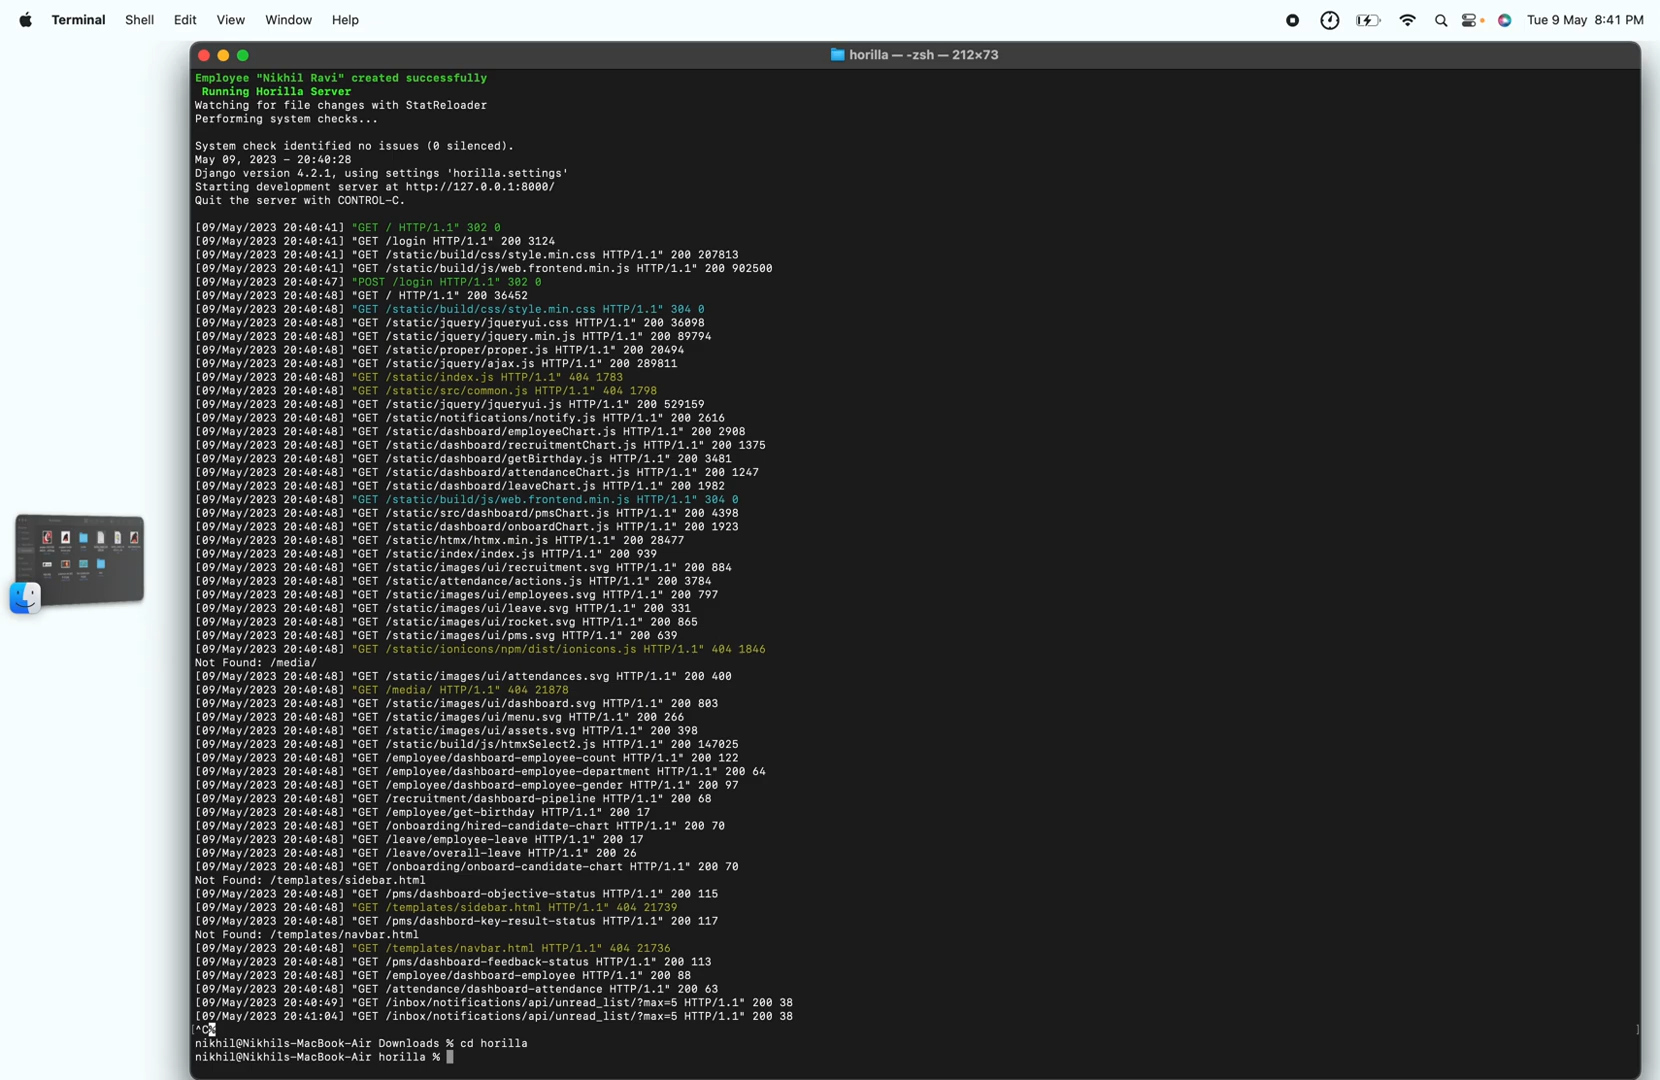 Terminal Shell Edit View Window Help Tue 9 May 8:41 PM
horilla — -zsh — 212×73
Employee "Nikhil Ravi" created successfully
Running Horilla Server
Watching for file changes with StatReloader
Performing system checks...
System check identified no issues (0 silenced).
May 09, 2023 - 20:40:28
Django version 4.2.1, using settings 'horilla.settings'
Starting development server at http://127.0.0.1:8000/
Quit the server with CONTROL-C.
[09/May/2023 20:40:41] "GET / HTTP/1.1" 302 0
[09/May/2023 20:40:41] "GET /login HTTP/1.1" 200 3124
[09/May/2023 20:40:41] "GET /static/build/css/style.min.css HTTP/1.1" 200 207813
[09/May/2023 20:40:41] "GET /static/build/js/web.frontend.min.js HTTP/1.1" 200 902500
[09/May/2023 20:40:47] "POST /login HTTP/1.1" 302 0
[09/May/2023 20:40:48] "GET / HTTP/1.1" 200 36452
[09/May/2023 20:40:48] "GET /static/build/css/style.min.css HTTP/1.1" 304 0
[09/May/2023 20:40:48] "GET /static/jquery/jqueryui.css HTTP/1.1" 200 36098
[09/May/2023 20:40:48] "GET /static/jquery/jquery.min.js HTTP/1.1" 200 89794
[09/May/2023 20:40:48] "GET /static/proper/proper.js HTTP/1.1" 200 20494
[09/May/2023 20:40:48] "GET /static/jquery/ajax.js HTTP/1.1" 200 289811
[09/May/2023 20:40:48] "GET /static/index.js HTTP/1.1" 404 1783
[09/May/2023 20:40:48] "GET /static/src/common.js HTTP/1.1" 404 1798
[09/May/2023 20:40:48] "GET /static/jquery/jqueryui.js HTTP/1.1" 200 529159
[09/May/2023 20:40:48] "GET /static/notifications/notify.js HTTP/1.1" 200 2616
[09/May/2023 20:40:48] "GET /static/dashboard/employeeChart.js HTTP/1.1" 200 2908
[09/May/2023 20:40:48] "GET /static/dashboard/recruitmentChart.js HTTP/1.1" 200 1375
[09/May/2023 20:40:48] "GET /static/dashboard/getBirthday.js HTTP/1.1" 200 3481
[09/May/2023 20:40:48] "GET /static/dashboard/attendanceChart.js HTTP/1.1" 200 1247
[09/May/2023 20:40:48] "GET /static/dashboard/leaveChart.js HTTP/1.1" 200 1982
[09/May/2023 20:40:48] "GET /static/build/js/web.frontend.min.js HTTP/1.1" 304 0
[09/May/2023 20:40:48] "GET /static/src/dashboard/pmsChart.js HTTP/1.1" 200 4398
[09/May/2023 20:40:48] "GET /static/dashboard/onboardChart.js HTTP/1.1" 200 1923
[09/May/2023 20:40:48] "GET /static/htmx/htmx.min.js HTTP/1.1" 200 28477
[09/May/2023 20:40:48] "GET /static/index/index.js HTTP/1.1" 200 939
[09/May/2023 20:40:48] "GET /static/images/ui/recruitment.svg HTTP/1.1" 200 884
[09/May/2023 20:40:48] "GET /static/attendance/actions.js HTTP/1.1" 200 3784
[09/May/2023 20:40:48] "GET /static/images/ui/employees.svg HTTP/1.1" 200 797
[09/May/2023 20:40:48] "GET /static/images/ui/leave.svg HTTP/1.1" 200 331
[09/May/2023 20:40:48] "GET /static/images/ui/rocket.svg HTTP/1.1" 200 865
[09/May/2023 20:40:48] "GET /static/images/ui/pms.svg HTTP/1.1" 200 639
[09/May/2023 20:40:48] "GET /static/ionicons/npm/dist/ionicons.js HTTP/1.1" 404 1846
Not Found: /media/
[09/May/2023 20:40:48] "GET /static/images/ui/attendances.svg HTTP/1.1" 200 400
[09/May/2023 20:40:48] "GET /media/ HTTP/1.1" 404 21878
[09/May/2023 20:40:48] "GET /static/images/ui/dashboard.svg HTTP/1.1" 200 803
[09/May/2023 20:40:48] "GET /static/images/ui/menu.svg HTTP/1.1" 200 266
[09/May/2023 20:40:48] "GET /static/images/ui/assets.svg HTTP/1.1" 200 398
[09/May/2023 20:40:48] "GET /static/build/js/htmxSelect2.js HTTP/1.1" 200 147025
[09/May/2023 20:40:48] "GET /employee/dashboard-employee-count HTTP/1.1" 200 122
[09/May/2023 20:40:48] "GET /employee/dashboard-employee-department HTTP/1.1" 200 64
[09/May/2023 20:40:48] "GET /employee/dashboard-employee-gender HTTP/1.1" 200 97
[09/May/2023 20:40:48] "GET /recruitment/dashboard-pipeline HTTP/1.1" 200 68
[09/May/2023 20:40:48] "GET /employee/get-birthday HTTP/1.1" 200 17
[09/May/2023 20:40:48] "GET /onboarding/hired-candidate-chart HTTP/1.1" 200 70
[09/May/2023 20:40:48] "GET /leave/employee-leave HTTP/1.1" 200 17
[09/May/2023 20:40:48] "GET /leave/overall-leave HTTP/1.1" 200 26
[09/May/2023 20:40:48] "GET /onboarding/onboard-candidate-chart HTTP/1.1" 200 70
Not Found: /templates/sidebar.html
[09/May/2023 20:40:48] "GET /pms/dashboard-objective-status HTTP/1.1" 200 115
[09/May/2023 20:40:48] "GET /templates/sidebar.html HTTP/1.1" 404 21739
[09/May/2023 20:40:48] "GET /pms/dashbord-key-result-status HTTP/1.1" 200 117
Not Found: /templates/navbar.html
[09/May/2023 20:40:48] "GET /templates/navbar.html HTTP/1.1" 404 21736
[09/May/2023 20:40:48] "GET /pms/dashboard-feedback-status HTTP/1.1" 200 113
[09/May/2023 20:40:48] "GET /employee/dashboard-employee HTTP/1.1" 200 88
[09/May/2023 20:40:48] "GET /attendance/dashboard-attendance HTTP/1.1" 200 63
[09/May/2023 20:40:49] "GET /inbox/notifications/api/unread_list/?max=5 HTTP/1.1" 200 38
[09/May/2023 20:41:04] "GET /inbox/notifications/api/unread_list/?max=5 HTTP/1.1" 200 38
[^C% ]
nikhil@Nikhils-MacBook-Air Downloads % cd horilla
nikhil@Nikhils-MacBook-Air horilla %